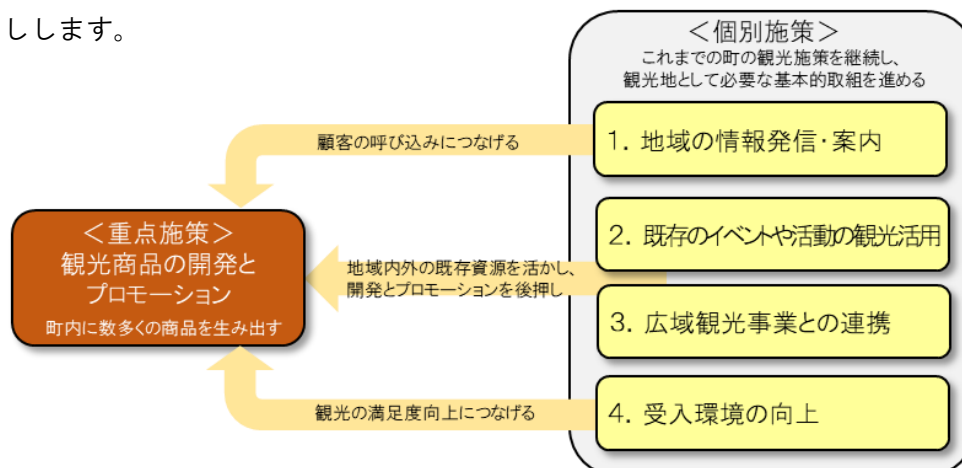 しします。
＜個別施策＞
これまでの町の観光施策を継続し、
観光地として必要な基本的取組を進める
顧客の呼び込みにつなげる
1．地域の情報発信・案内
＜重点施策＞
観光商品の開発と
プロモーション
町内に数多くの商品を生み出す
地域内外の既存資源を活かし、
開発とプロモーションを後押し
2．既存のイベントや活動の観光活用
3．広域観光事業との連携
観光の満足度向上につなげる
4．受入環境の向上